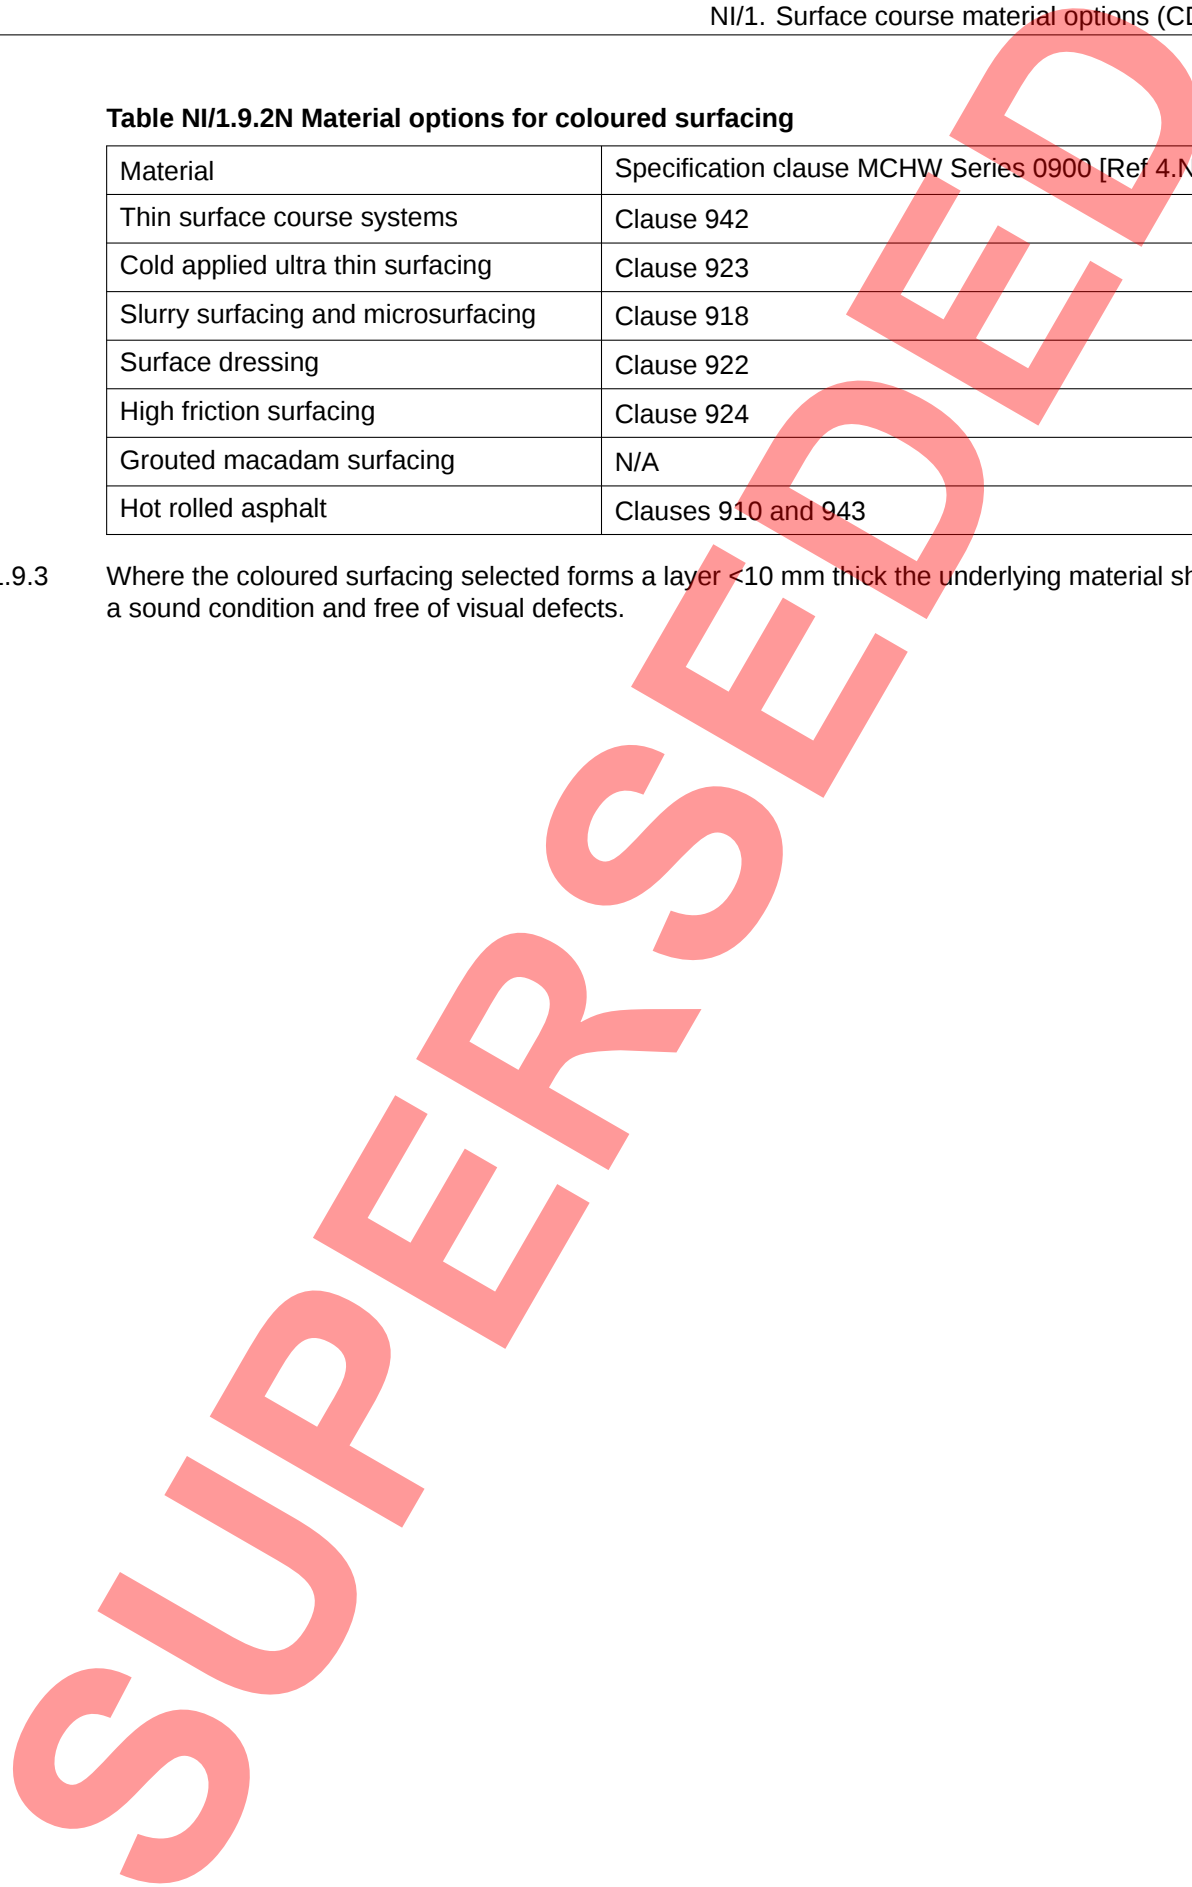 NI/1. Surface course material options (CD
Table NI/1.9.2N Material options for coloured surfacing
Material
Specification clause MCHW Series 0900 [Ref 4.N
Thin surface course systems
Clause 942
Cold applied ultra thin surfacing
Clause 923
Slurry surfacing and microsurfacing
Clause 918
Surface dressing
Clause 922
High friction surfacing
Clause 924
Grouted macadam surfacing
N/A
Hot rolled asphalt
Clauses 910 and 943
.9.3 Where the coloured surfacing selected forms a layer <10 mm thick the underlying material sh
a sound condition and free of visual defects.
SUPERSEDED